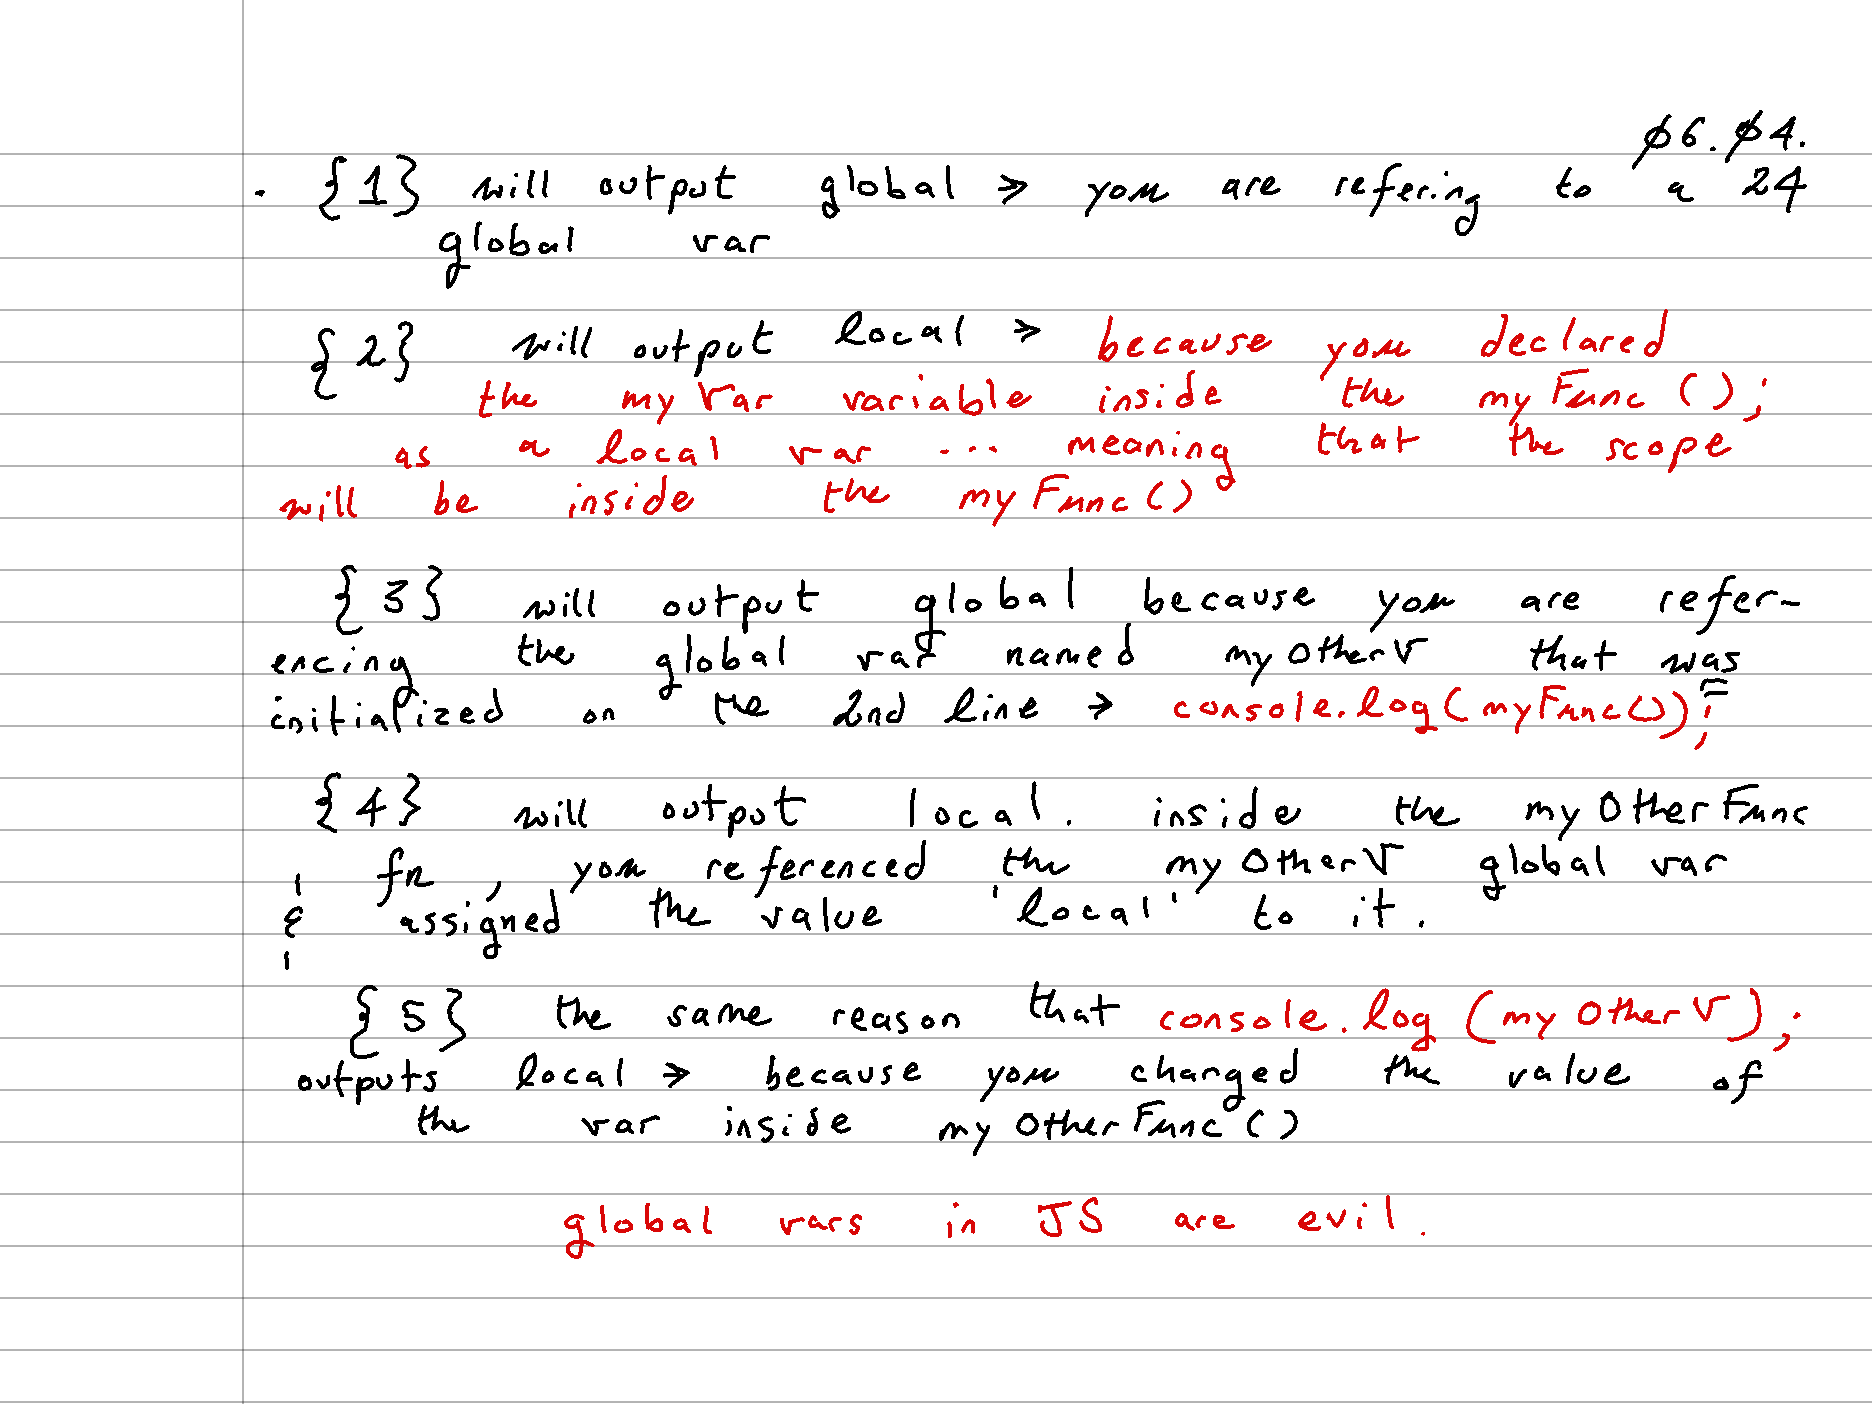 ø6.ø4.
· {1} will output global → you are refering to a 24
global var
{2} will output local → because you declared
the myVar variable inside the myFunc();
as a local var ... meaning that the scope
will be inside the myFunc()
{3} will output global because you are refer-
encing the global var named myOtherV that was
initialized on the 2nd line → console.log(myFunc());
{4} will output local. inside the myOtherFunc
fn, you referenced the myOtherV global var
& assigned the value 'local' to it.
{5} the same reason that console.log(myOtherV);
outputs local → because you changed the value of
the var inside myOtherFunc()
global vars in JS are evil.